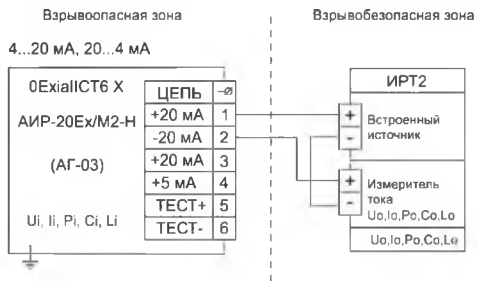 Взрывоопасная зона
Взрывобезопасная зона
4...20 мА, 20...4 мА
0ExiaIICT6 X
АИР-20Ex/М2-Н
(АГ-03)
Ui, Ii, Pi, Ci, Li
ЦЕПЬ -ø
+20 мА 1
-20 мА 2
+20 мА 3
+5 мА 4
ТЕСТ+ 5
ТЕСТ- 6
ИРТ2
+
-
Встроенный
источник
+
-
Измеритель
тока
Uo,Io,Po,Co,Lo
Uo,Io,Po,Co,Lo